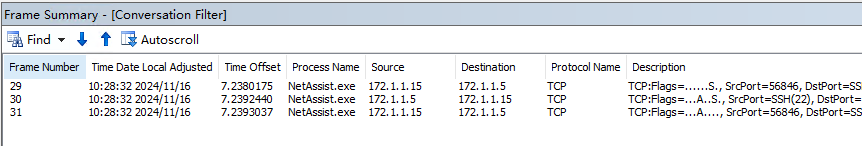 Frame Summary - [Conversation Filter]
Find Autoscroll
Frame Number Time Date Local Adjusted Time Offset Process Name Source Destination Protocol Name Description
29 10:28:32 2024/11/16 7.2380175 NetAssist.exe 172.1.1.15 172.1.1.5 TCP TCP:Flags=......S., SrcPort=56846, DstPort=SS
30 10:28:32 2024/11/16 7.2392440 NetAssist.exe 172.1.1.5 172.1.1.15 TCP TCP:Flags=...A..S., SrcPort=SSH(22), DstPort=
31 10:28:32 2024/11/16 7.2393037 NetAssist.exe 172.1.1.15 172.1.1.5 TCP TCP:Flags=...A...., SrcPort=56846, DstPort=SS